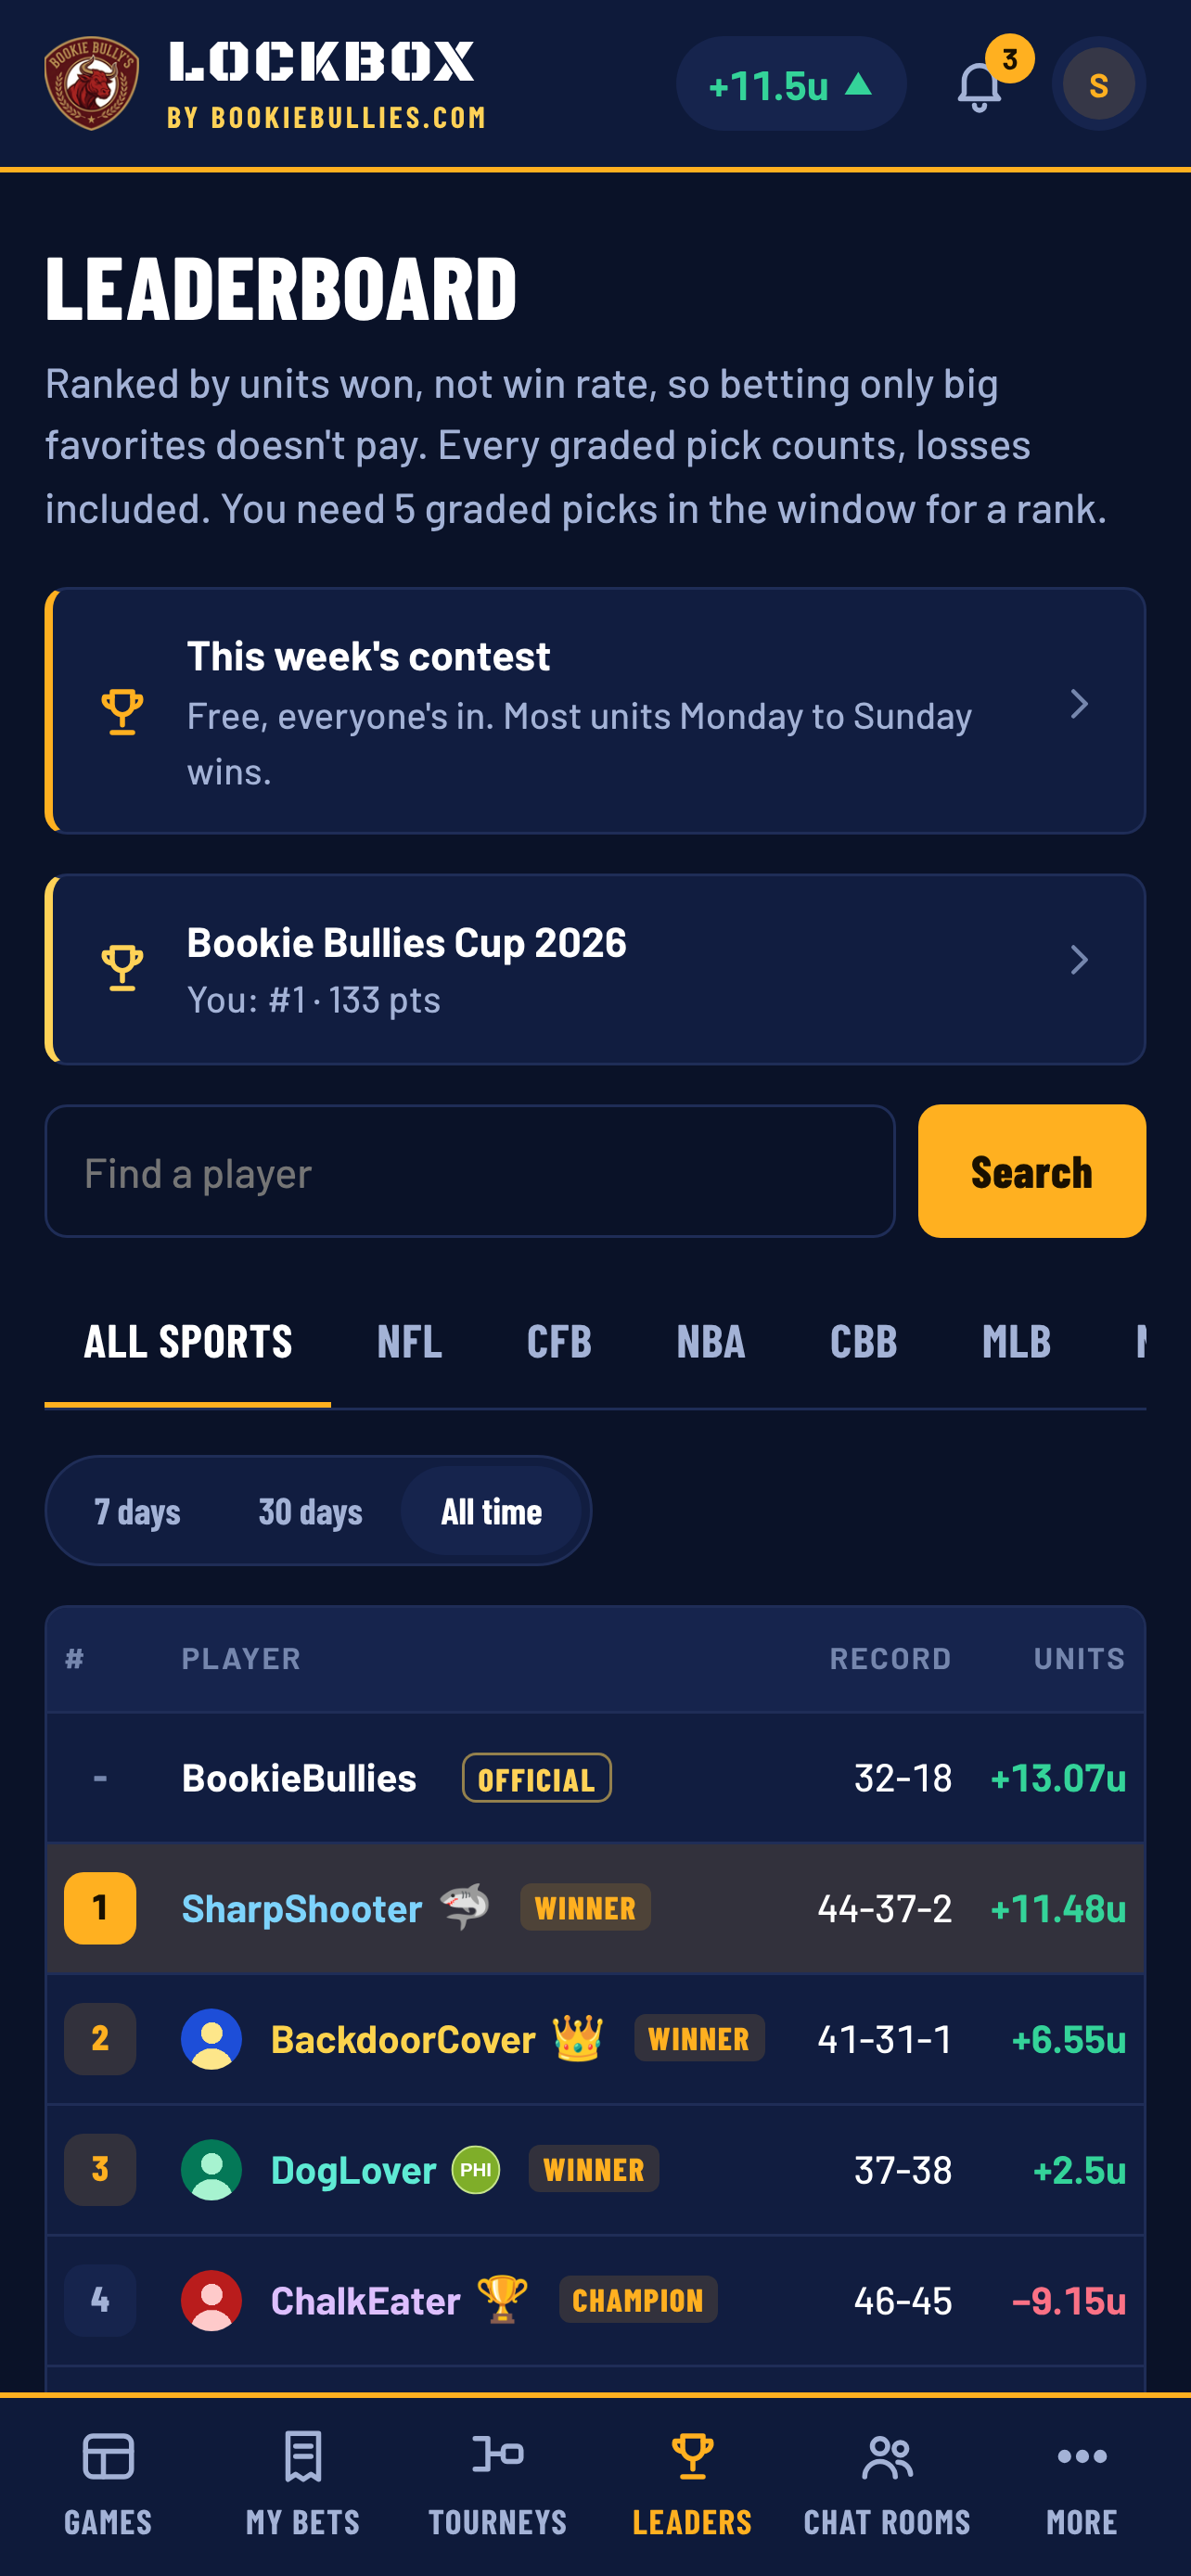 BOOKIE BULLY'S
LOCKBOX
BY BOOKIEBULLIES.COM
+11.5u ▲
3
S
LEADERBOARD
Ranked by units won, not win rate, so betting only big
favorites doesn't pay. Every graded pick counts, losses
included. You need 5 graded picks in the window for a rank.
This week's contest
Free, everyone's in. Most units Monday to Sunday
wins.
Bookie Bullies Cup 2026
You: #1 · 133 pts
Find a player
Search
ALL SPORTS NFL CFB NBA CBB MLB
7 days 30 days All time
# PLAYER RECORD UNITS
- BookieBullies OFFICIAL 32-18 +13.07u
1 SharpShooter 🦈 WINNER 44-37-2 +11.48u
2 BackdoorCover 👑 WINNER 41-31-1 +6.55u
3 DogLover PHI WINNER 37-38 +2.5u
4 ChalkEater 🏆 CHAMPION 46-45 −9.15u
GAMES MY BETS TOURNEYS LEADERS CHAT ROOMS MORE